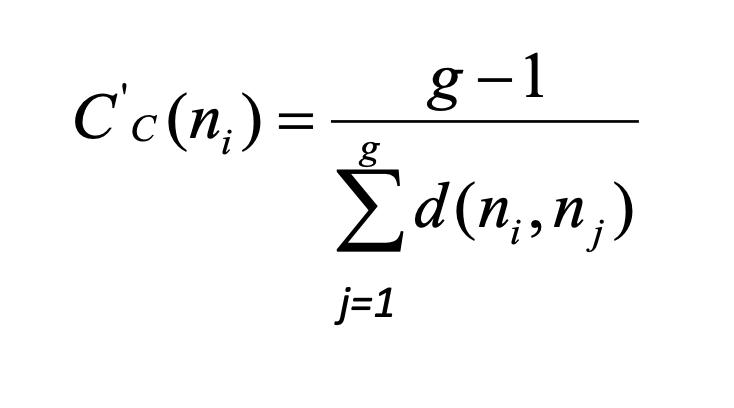 C'C(ni) = g − 1
g
∑ d(ni, nj)
j=1